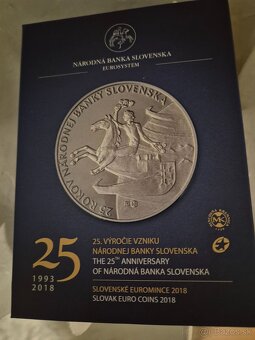 NÁRODNÁ BANKA SLOVENSKA
EUROSYSTÉM
25 ROKOV NÁRODNEJ BANKY SLOVENSKA
25
1993
2018
25. VÝROČIE VZNIKU
NÁRODNEJ BANKY SLOVENSKA
THE 25TH ANNIVERSARY
OF NÁRODNÁ BANKA SLOVENSKA
SLOVENSKÉ EUROMINCE 2018
SLOVAK EURO COINS 2018